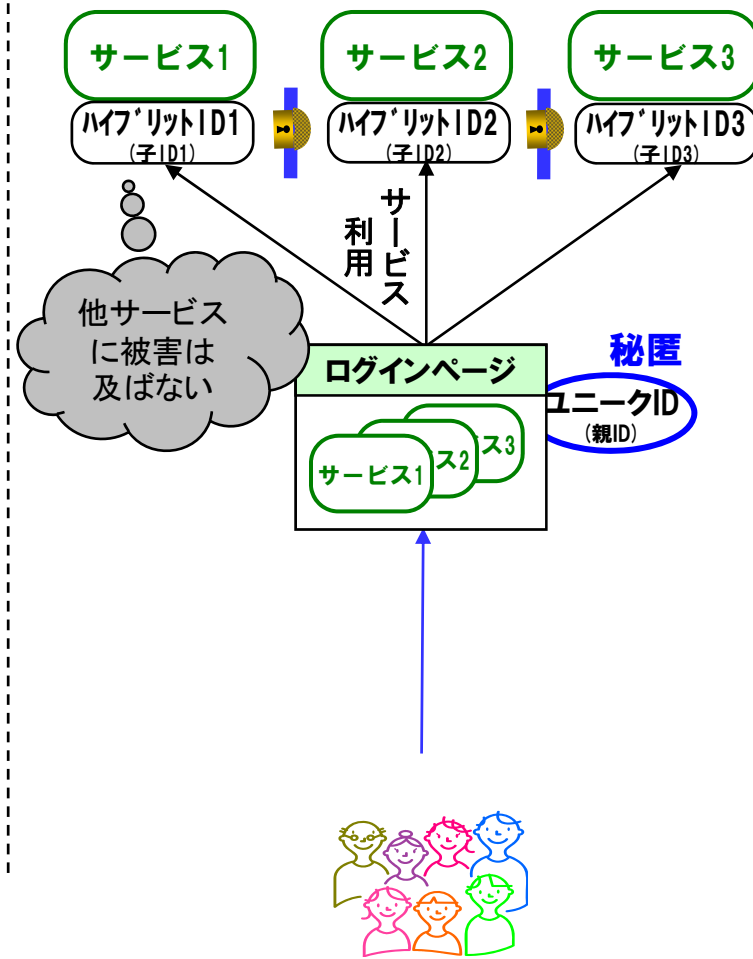 サービス1
サービス2
サービス3
ハイブリットID1
(子ID1)
ハイブリットID2
(子ID2)
ハイブリットID3
(子ID3)
サービス
利用
他サービス
に被害は
及ばない
秘匿
ログインページ
ユニークID
(親ID)
サービス1
ス2
ス3